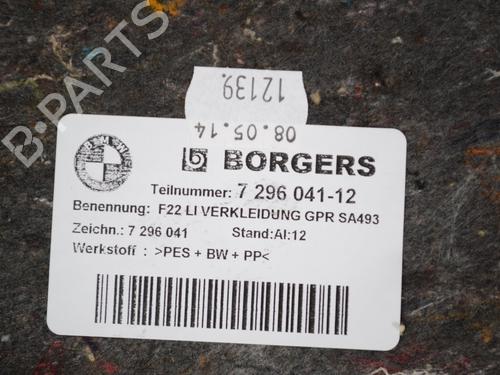 B-PARTS
12139.
08.05.14
BMW
b BORGERS
Teilnummer: 7 296 041-12
Benennung: F22 LI VERKLEIDUNG GPR SA493
Zeichn.: 7 296 041 Stand:AI:12
Werkstoff : >PES + BW + PP<